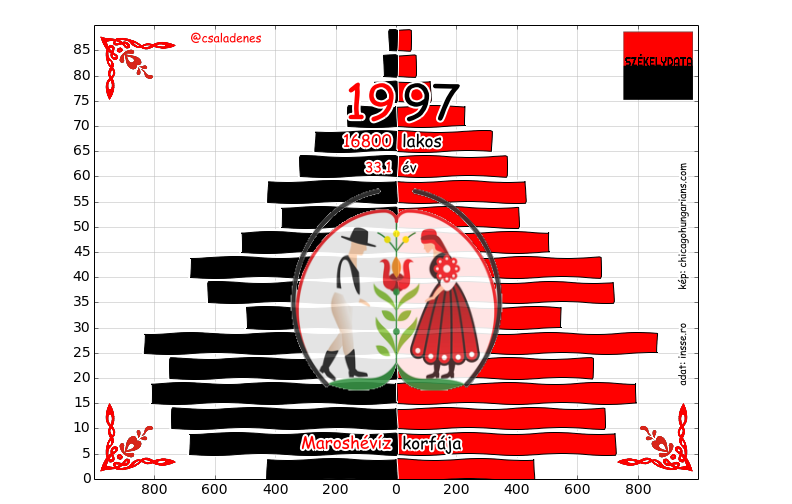 @csaladenes
SZÉKELYDATA
1997
16800 lakos
33.1 év
kép: chicagohungarians.com
adat: insse.ro
Maroshévíz korfája
85
80
75
70
65
60
55
50
45
40
35
30
25
20
15
10
5
0
800 600 400 200 0 200 400 600 800